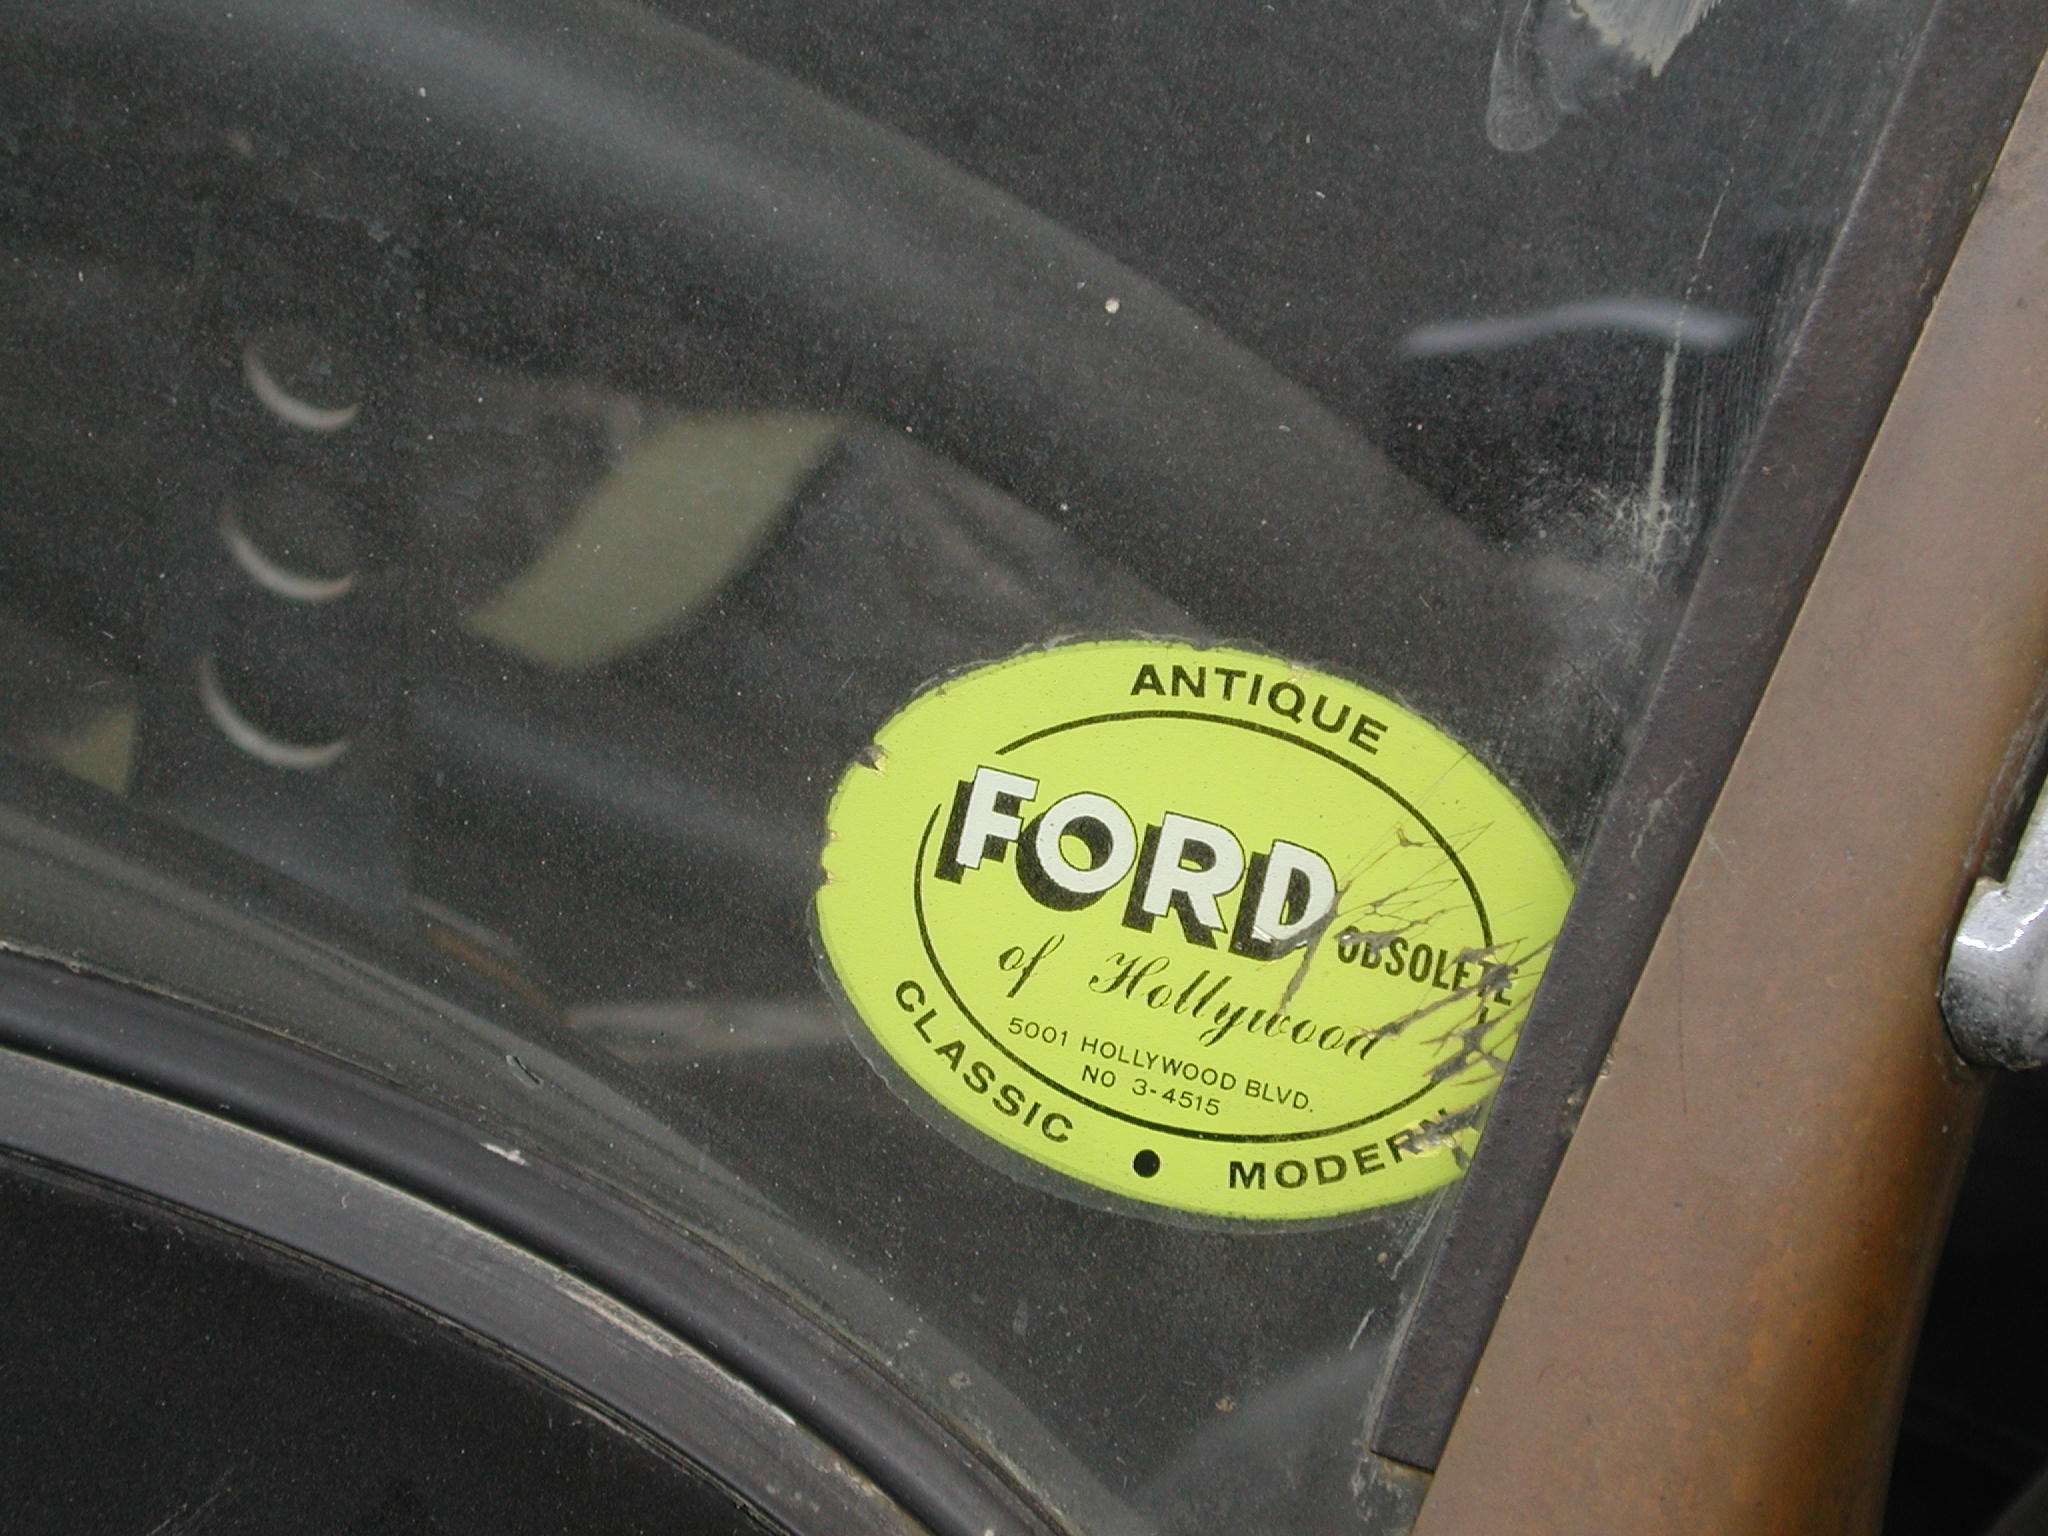 ANTIQUE
FORD OBSOLETE
of Hollywood
5001 HOLLYWOOD BLVD.
NO 3-4515
CLASSIC • MODERN